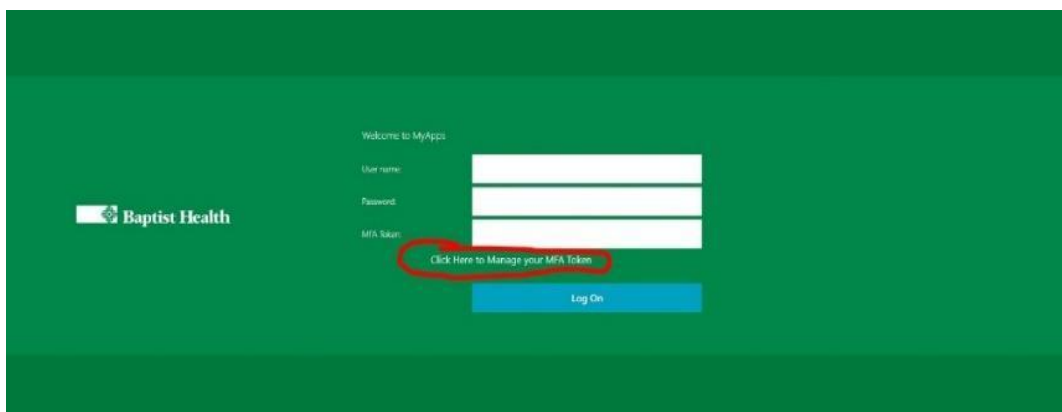 Welcome to MyApps
User name:
Password:
MFA Token:
Baptist Health
Click Here to Manage your MFA Token
Log On